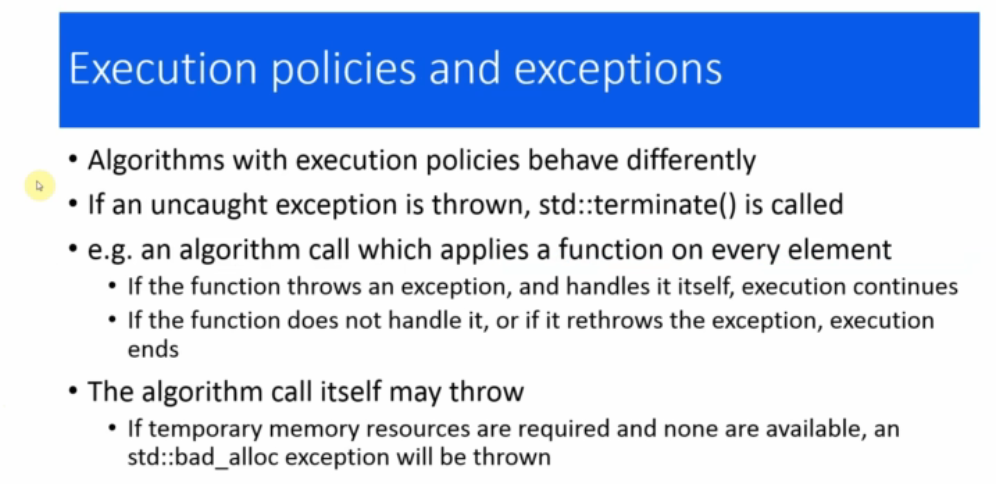 Execution policies and exceptions
• Algorithms with execution policies behave differently
• If an uncaught exception is thrown, std::terminate() is called
• e.g. an algorithm call which applies a function on every element
• If the function throws an exception, and handles it itself, execution continues
• If the function does not handle it, or if it rethrows the exception, execution
ends
• The algorithm call itself may throw
• If temporary memory resources are required and none are available, an
std::bad_alloc exception will be thrown